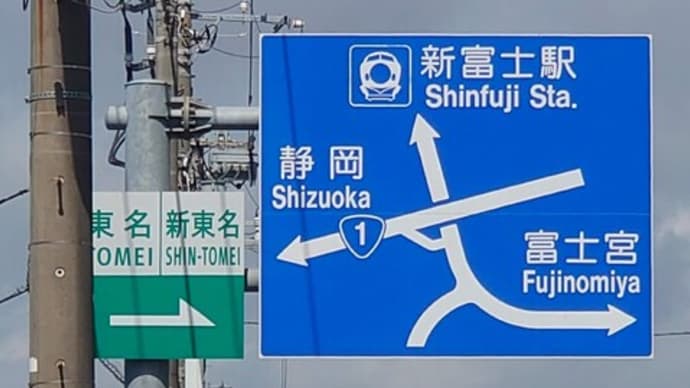 新富士駅
Shinfuji Sta.
静岡
Shizuoka
1
富士宮
Fujinomiya
東名
TOMEI
新東名
SHIN-TOMEI